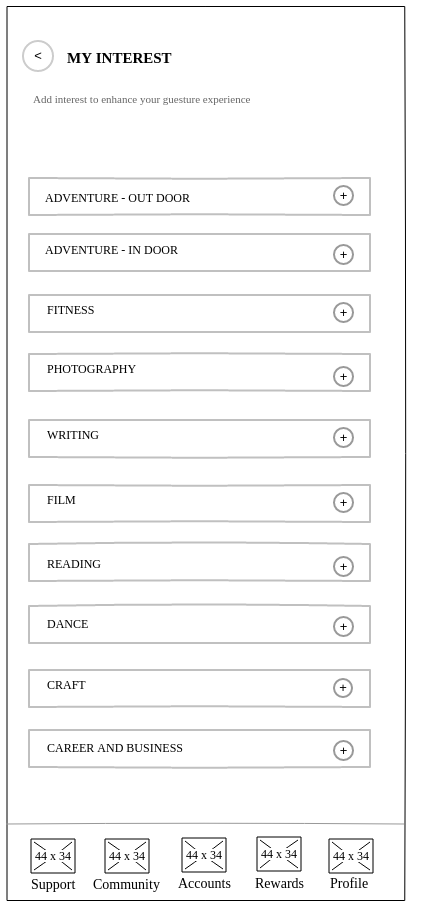 < MY INTEREST
Add interest to enhance your guesture experience
ADVENTURE - OUT DOOR +
ADVENTURE - IN DOOR +
FITNESS +
PHOTOGRAPHY +
WRITING +
FILM +
READING +
DANCE +
CRAFT +
CAREER AND BUSINESS +
44 x 34 44 x 34 44 x 34 44 x 34 44 x 34
Support Community Accounts Rewards Profile